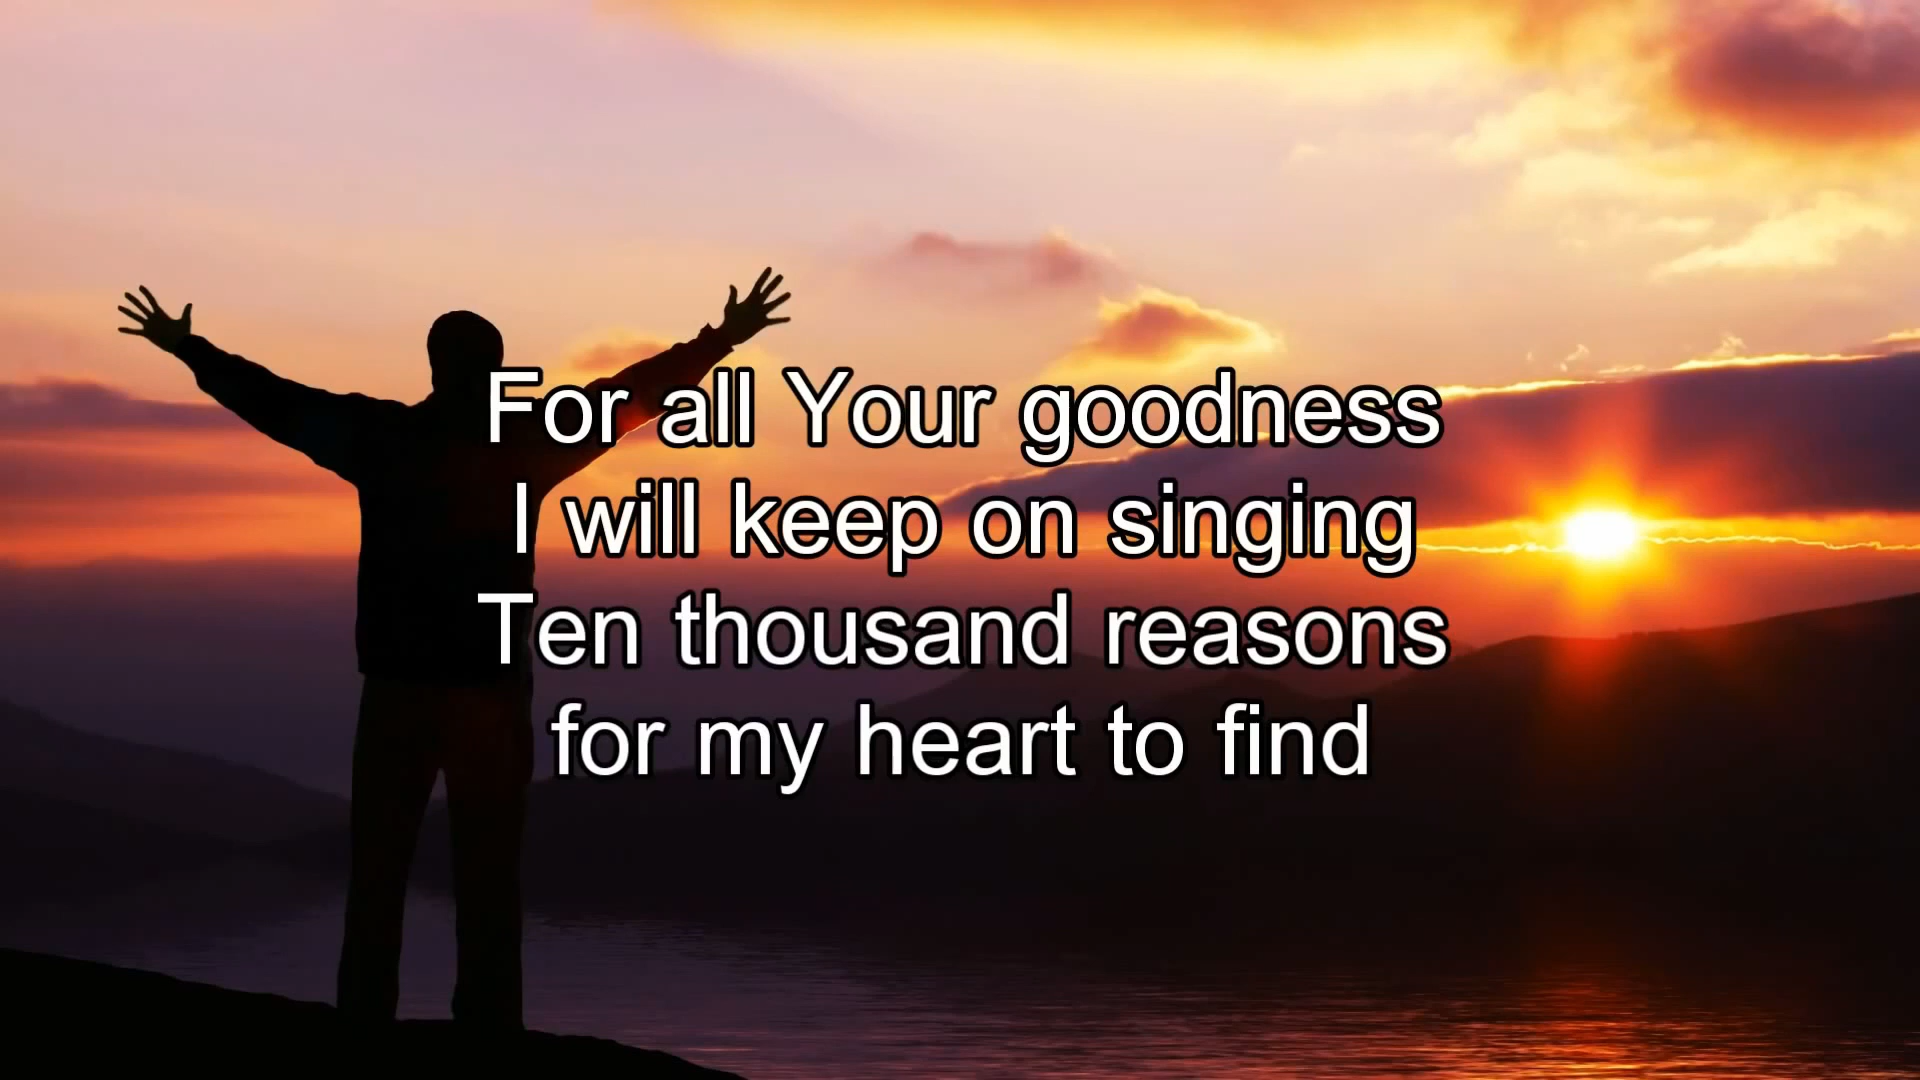 For all Your goodness
I will keep on singing
Ten thousand reasons
for my heart to find